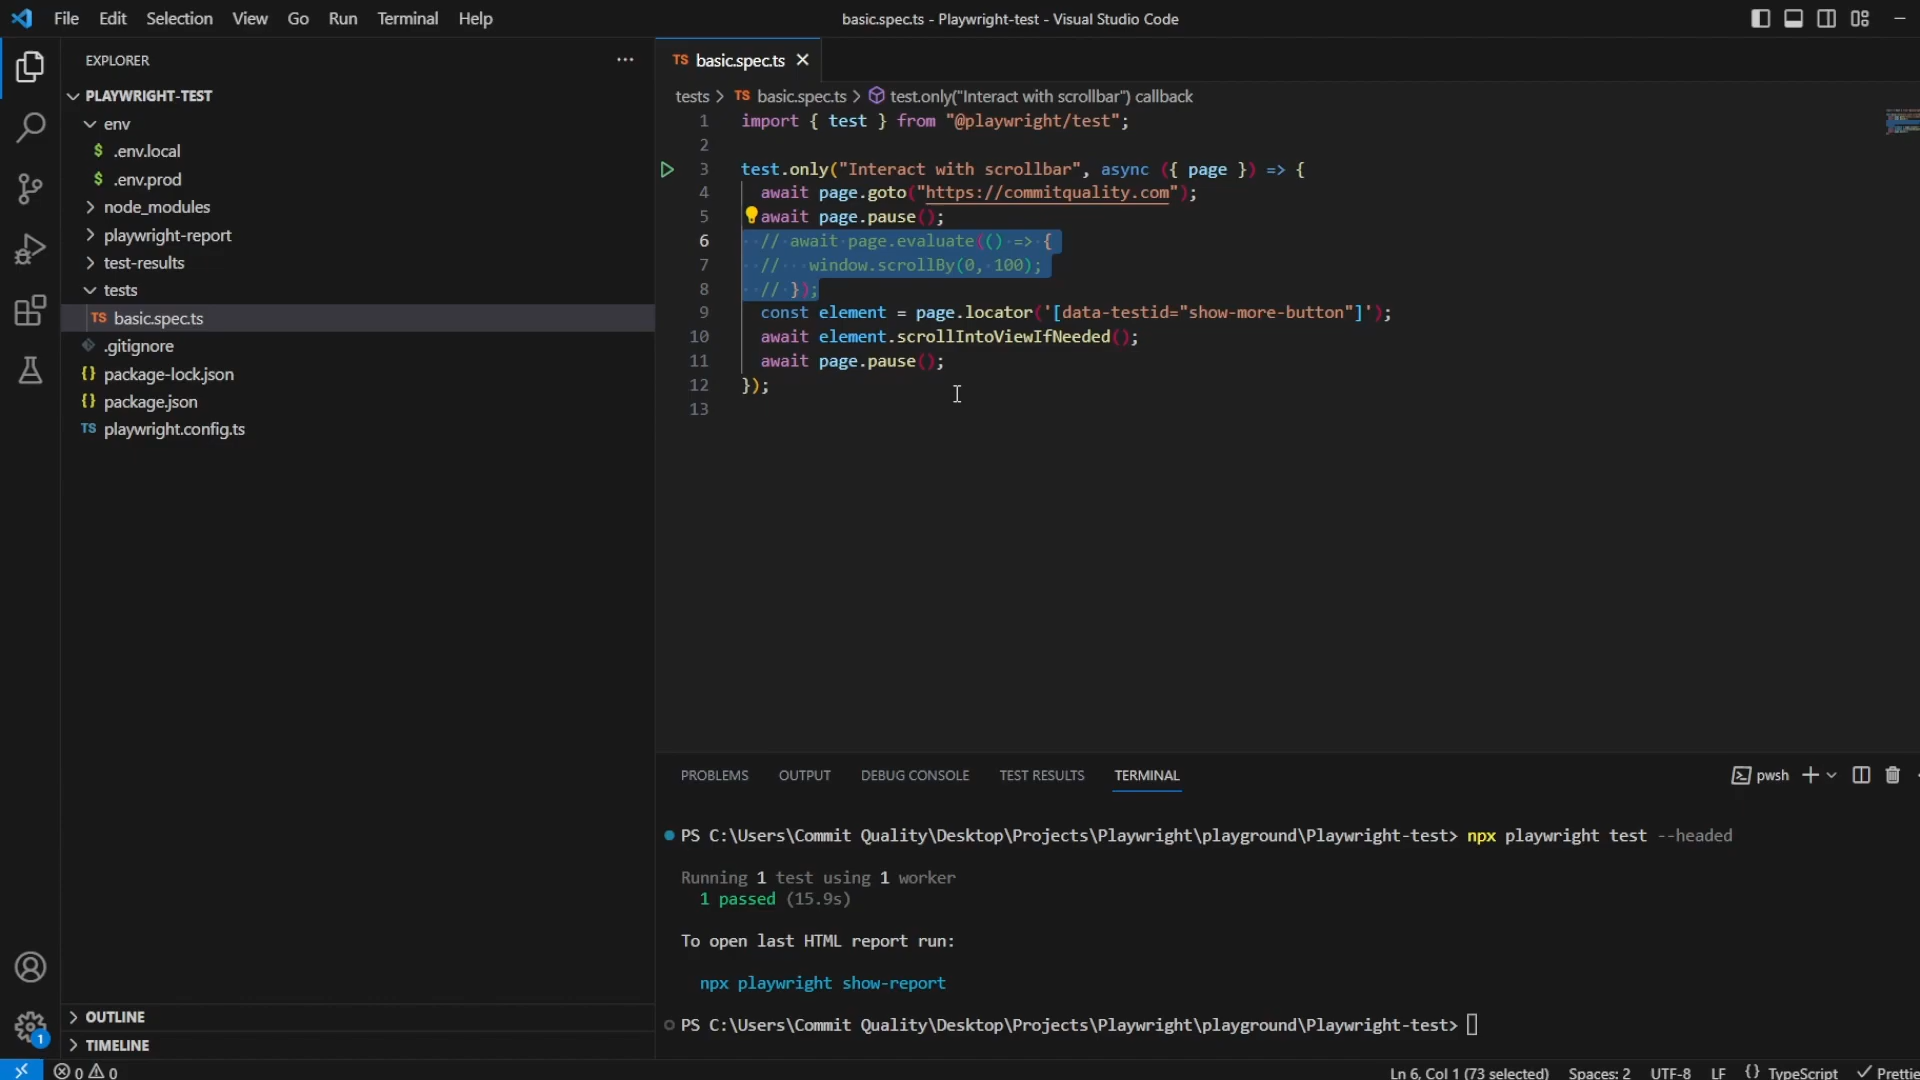 File Edit Selection View Go Run Terminal Help
basic.spec.ts - Playwright-test - Visual Studio Code
EXPLORER
PLAYWRIGHT-TEST
env
$ .env.local
$ .env.prod
node_modules
playwright-report
test-results
tests
TS basic.spec.ts
.gitignore
{} package-lock.json
{} package.json
TS playwright.config.ts
OUTLINE
TIMELINE
TS basic.spec.ts
tests > TS basic.spec.ts > test.only("Interact with scrollbar") callback
1 import { test } from "@playwright/test";
2
3 test.only("Interact with scrollbar", async ({ page }) => {
4 await page.goto("https://commitquality.com");
5 await page.pause();
6 // await page.evaluate(() => {
7 // window.scrollBy(0, 100);
8 // });
9 const element = page.locator('[data-testid="show-more-button"]');
10 await element.scrollIntoViewIfNeeded();
11 await page.pause();
12 });
13
PROBLEMS OUTPUT DEBUG CONSOLE TEST RESULTS TERMINAL
pwsh
PS C:\Users\Commit Quality\Desktop\Projects\Playwright\playground\Playwright-test> npx playwright test --headed
Running 1 test using 1 worker
1 passed (15.9s)
To open last HTML report run:
npx playwright show-report
PS C:\Users\Commit Quality\Desktop\Projects\Playwright\playground\Playwright-test>
1
0 0
Ln 6, Col 1 (73 selected) Spaces: 2 UTF-8 LF {} TypeScript Prettie